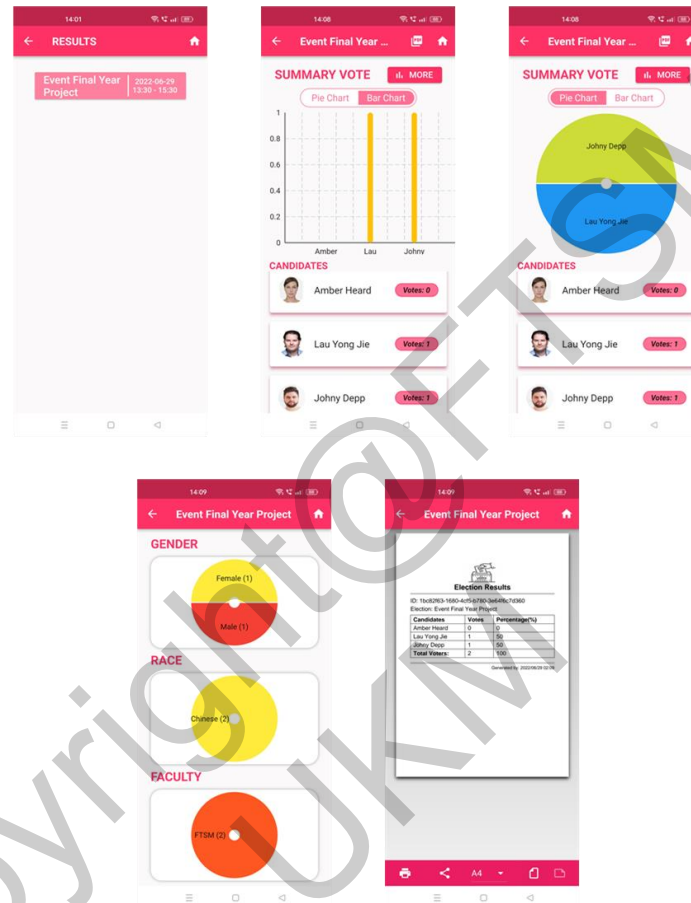 14:01
RESULTS
Event Final Year
Project
2022-06-29
13:30 - 15:30
14:08
Event Final Year ...
SUMMARY VOTE
MORE
Pie Chart
Bar Chart
1
0.8
0.6
0.4
0.2
0
Amber
Lau
Johny
CANDIDATES
Amber Heard
Votes: 0
Lau Yong Jie
Votes: 1
Johny Depp
Votes: 1
14:08
Event Final Year ...
SUMMARY VOTE
MORE
Pie Chart
Bar Chart
Johny Depp
Lau Yong Jie
CANDIDATES
Amber Heard
Votes: 0
Lau Yong Jie
Votes: 1
Johny Depp
Votes: 1
14:09
Event Final Year Project
GENDER
Female (1)
Male (1)
RACE
Chinese (2)
FACULTY
FTSM (2)
14:09
Event Final Year Project
Election Results
Election: Event Final Year Project
Candidates Votes Percentage(%)
Amber Heard 0 0
Lau Yong Jie 1 50
Johny Depp 1 50
Total Voters: 2 100
A4
yright@FTSM
UKM